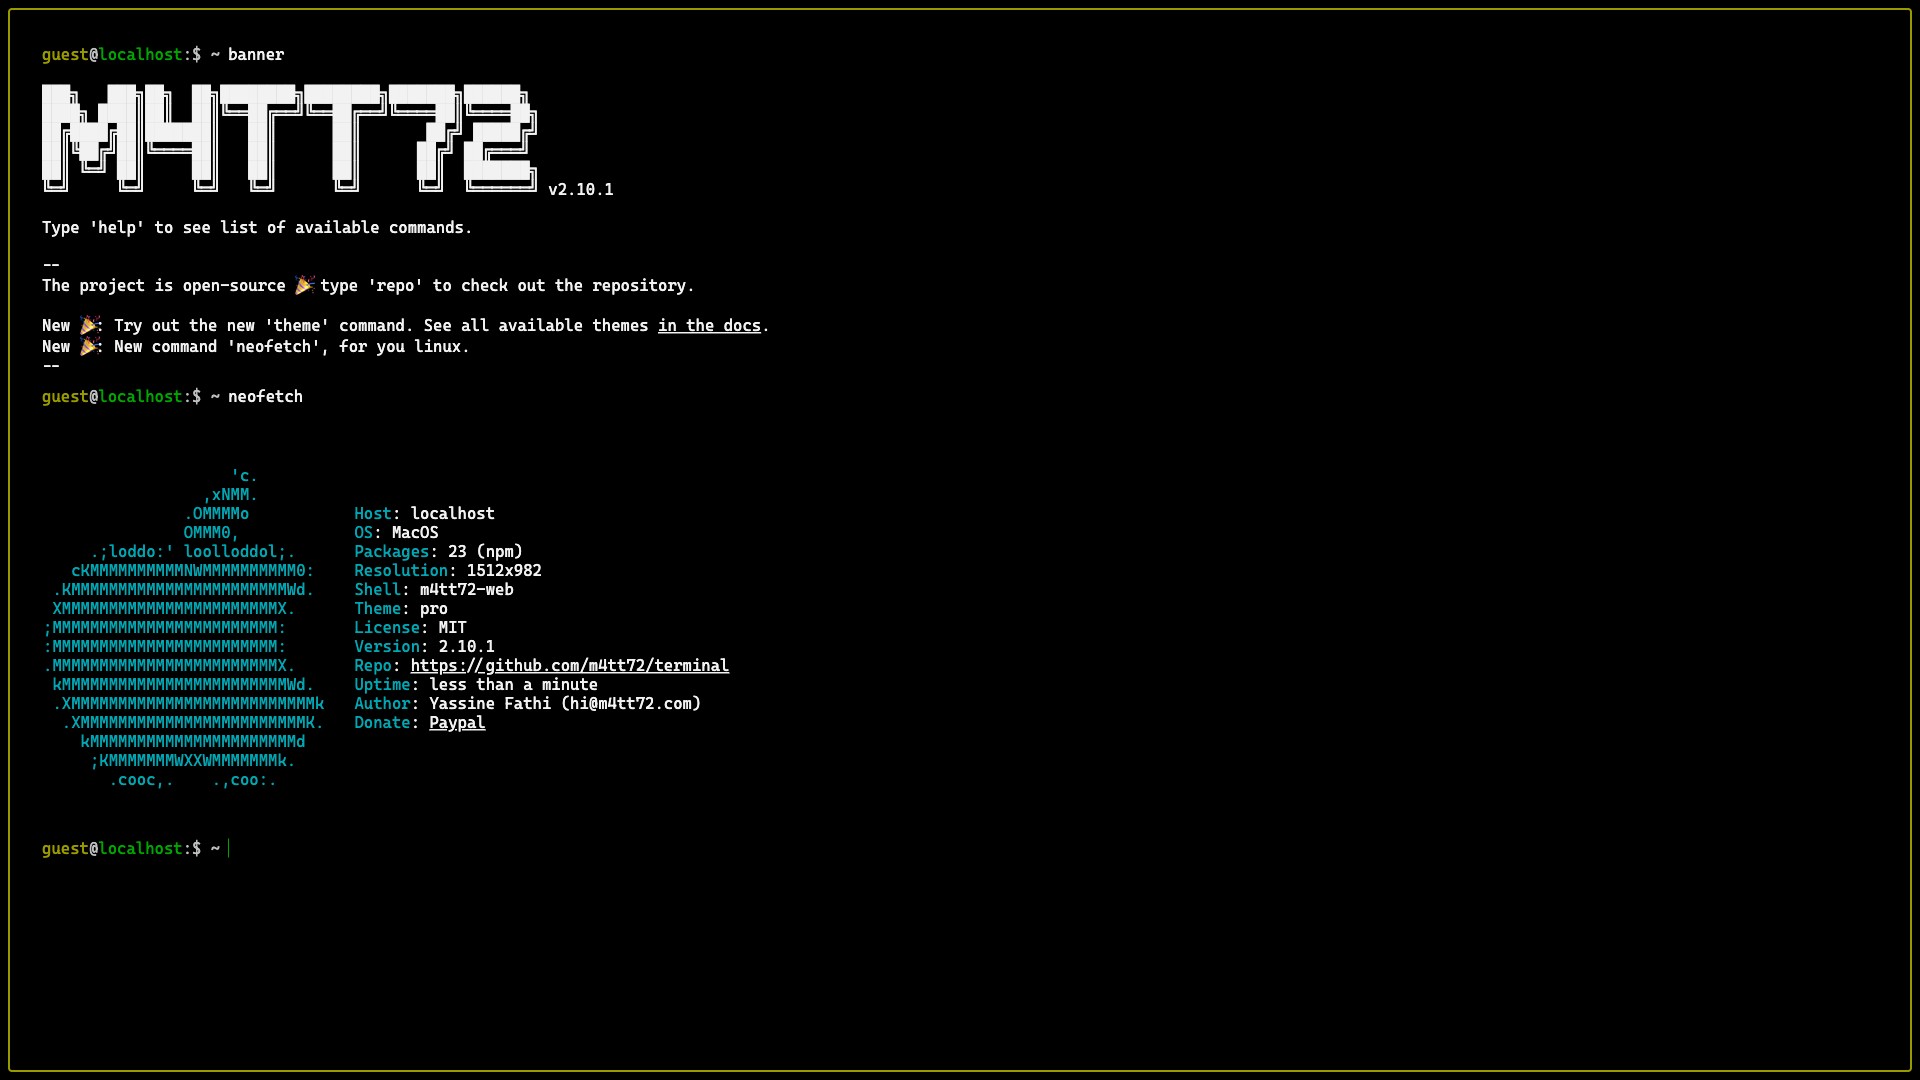 guest@localhost:$ ~ banner
M4TT72 v2.10.1
Type 'help' to see list of available commands.
--
The project is open-source 🎉 type 'repo' to check out the repository.
New 🎉: Try out the new 'theme' command. See all available themes in the docs.
New 🎉: New command 'neofetch', for you linux.
--
guest@localhost:$ ~ neofetch
'c.
,xNMM.
.OMMMMo
OMMM0,
.;loddo:' loolloddol;.
cKMMMMMMMMMMNWMMMMMMMMMM0:
.KMMMMMMMMMMMMMMMMMMMMMMMWd.
XMMMMMMMMMMMMMMMMMMMMMMMX.
;MMMMMMMMMMMMMMMMMMMMMMMM:
:MMMMMMMMMMMMMMMMMMMMMMMM:
.MMMMMMMMMMMMMMMMMMMMMMMMX.
kMMMMMMMMMMMMMMMMMMMMMMMMWd.
.XMMMMMMMMMMMMMMMMMMMMMMMMMMk
.XMMMMMMMMMMMMMMMMMMMMMMMMK.
kMMMMMMMMMMMMMMMMMMMMMMd
;KMMMMMMMWXXWMMMMMMMk.
.cooc,.    .,coo:.
Host: localhost
OS: MacOS
Packages: 23 (npm)
Resolution: 1512x982
Shell: m4tt72-web
Theme: pro
License: MIT
Version: 2.10.1
Repo: https://github.com/m4tt72/terminal
Uptime: less than a minute
Author: Yassine Fathi (hi@m4tt72.com)
Donate: Paypal
guest@localhost:$ ~